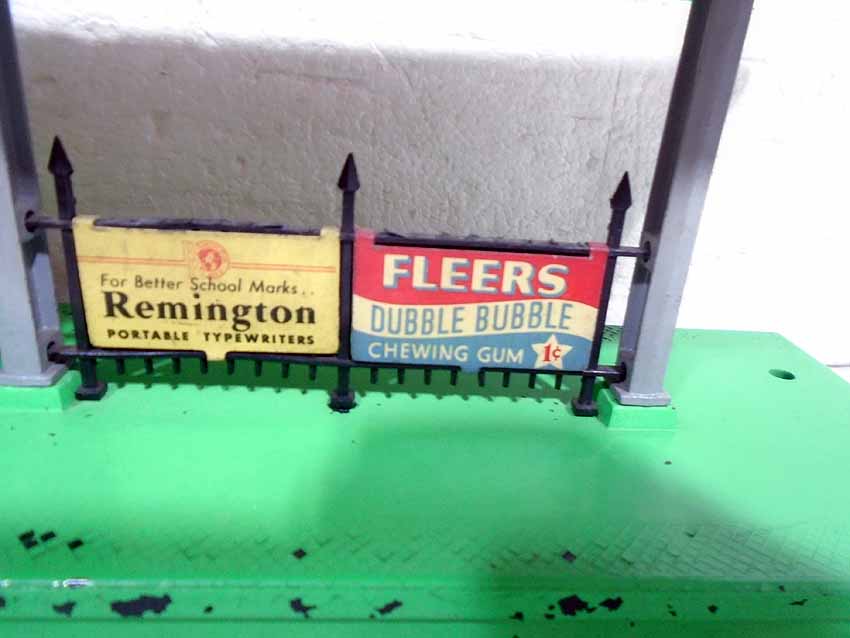 For Better School Marks..
Remington
PORTABLE TYPEWRITERS
FLEERS
DUBBLE BUBBLE
CHEWING GUM 1¢